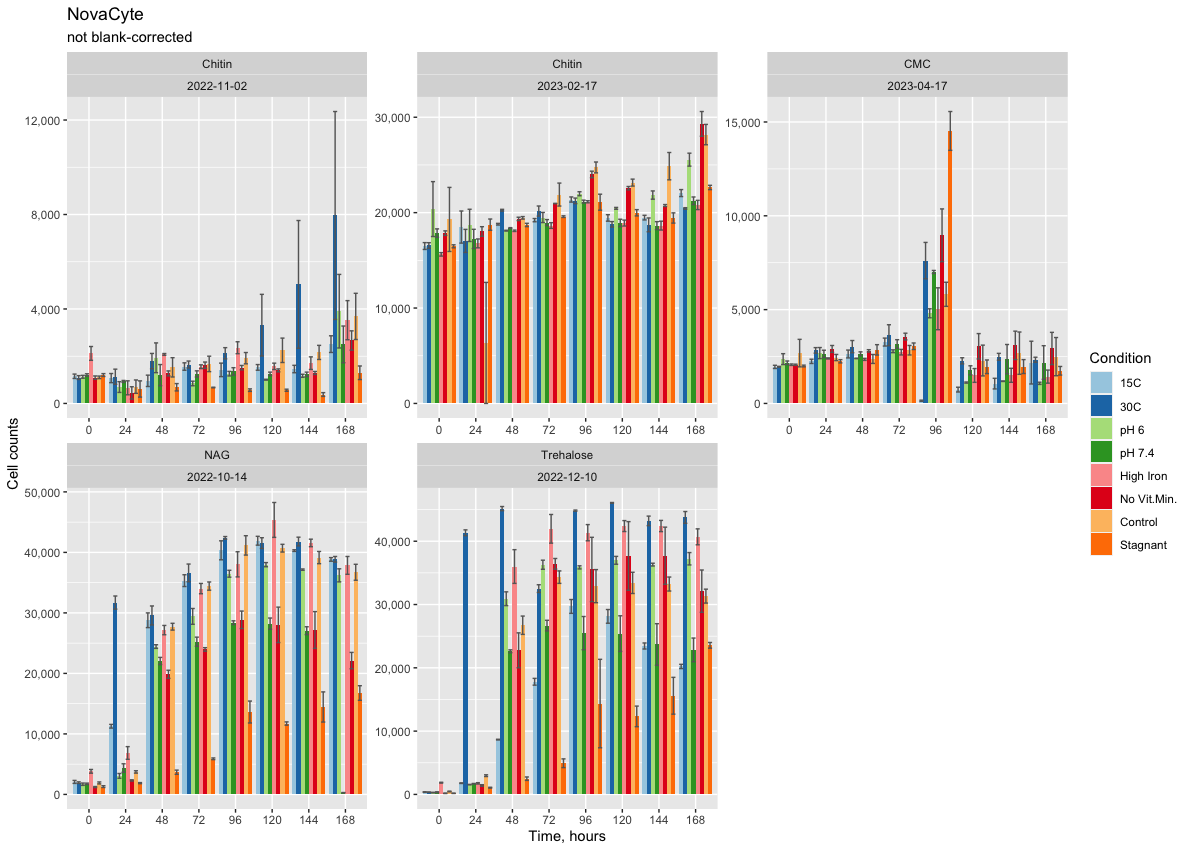 NovaCyte
not blank-corrected
Chitin
2022-11-02
12,000
8,000
4,000
0
0 24 48 72 96 120 144 168
Chitin
2023-02-17
30,000
20,000
10,000
0
0 24 48 72 96 120 144 168
CMC
2023-04-17
15,000
10,000
5,000
0
0 24 48 72 96 120 144 168
NAG
2022-10-14
50,000
40,000
30,000
20,000
10,000
0
0 24 48 72 96 120 144 168
Trehalose
2022-12-10
40,000
30,000
20,000
10,000
0
0 24 48 72 96 120 144 168
Cell counts
Time, hours
Condition
15C
30C
pH 6
pH 7.4
High Iron
No Vit.Min.
Control
Stagnant